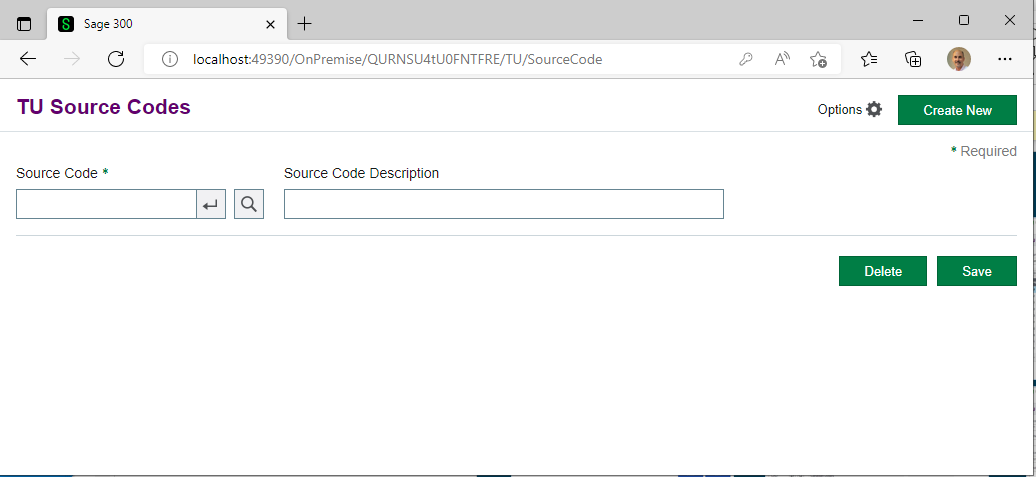 Sage 300
localhost:49390/OnPremise/QURNSU4tU0FNTFRE/TU/SourceCode
TU Source Codes
Options
Create New
* Required
Source Code *
Source Code Description
Delete
Save